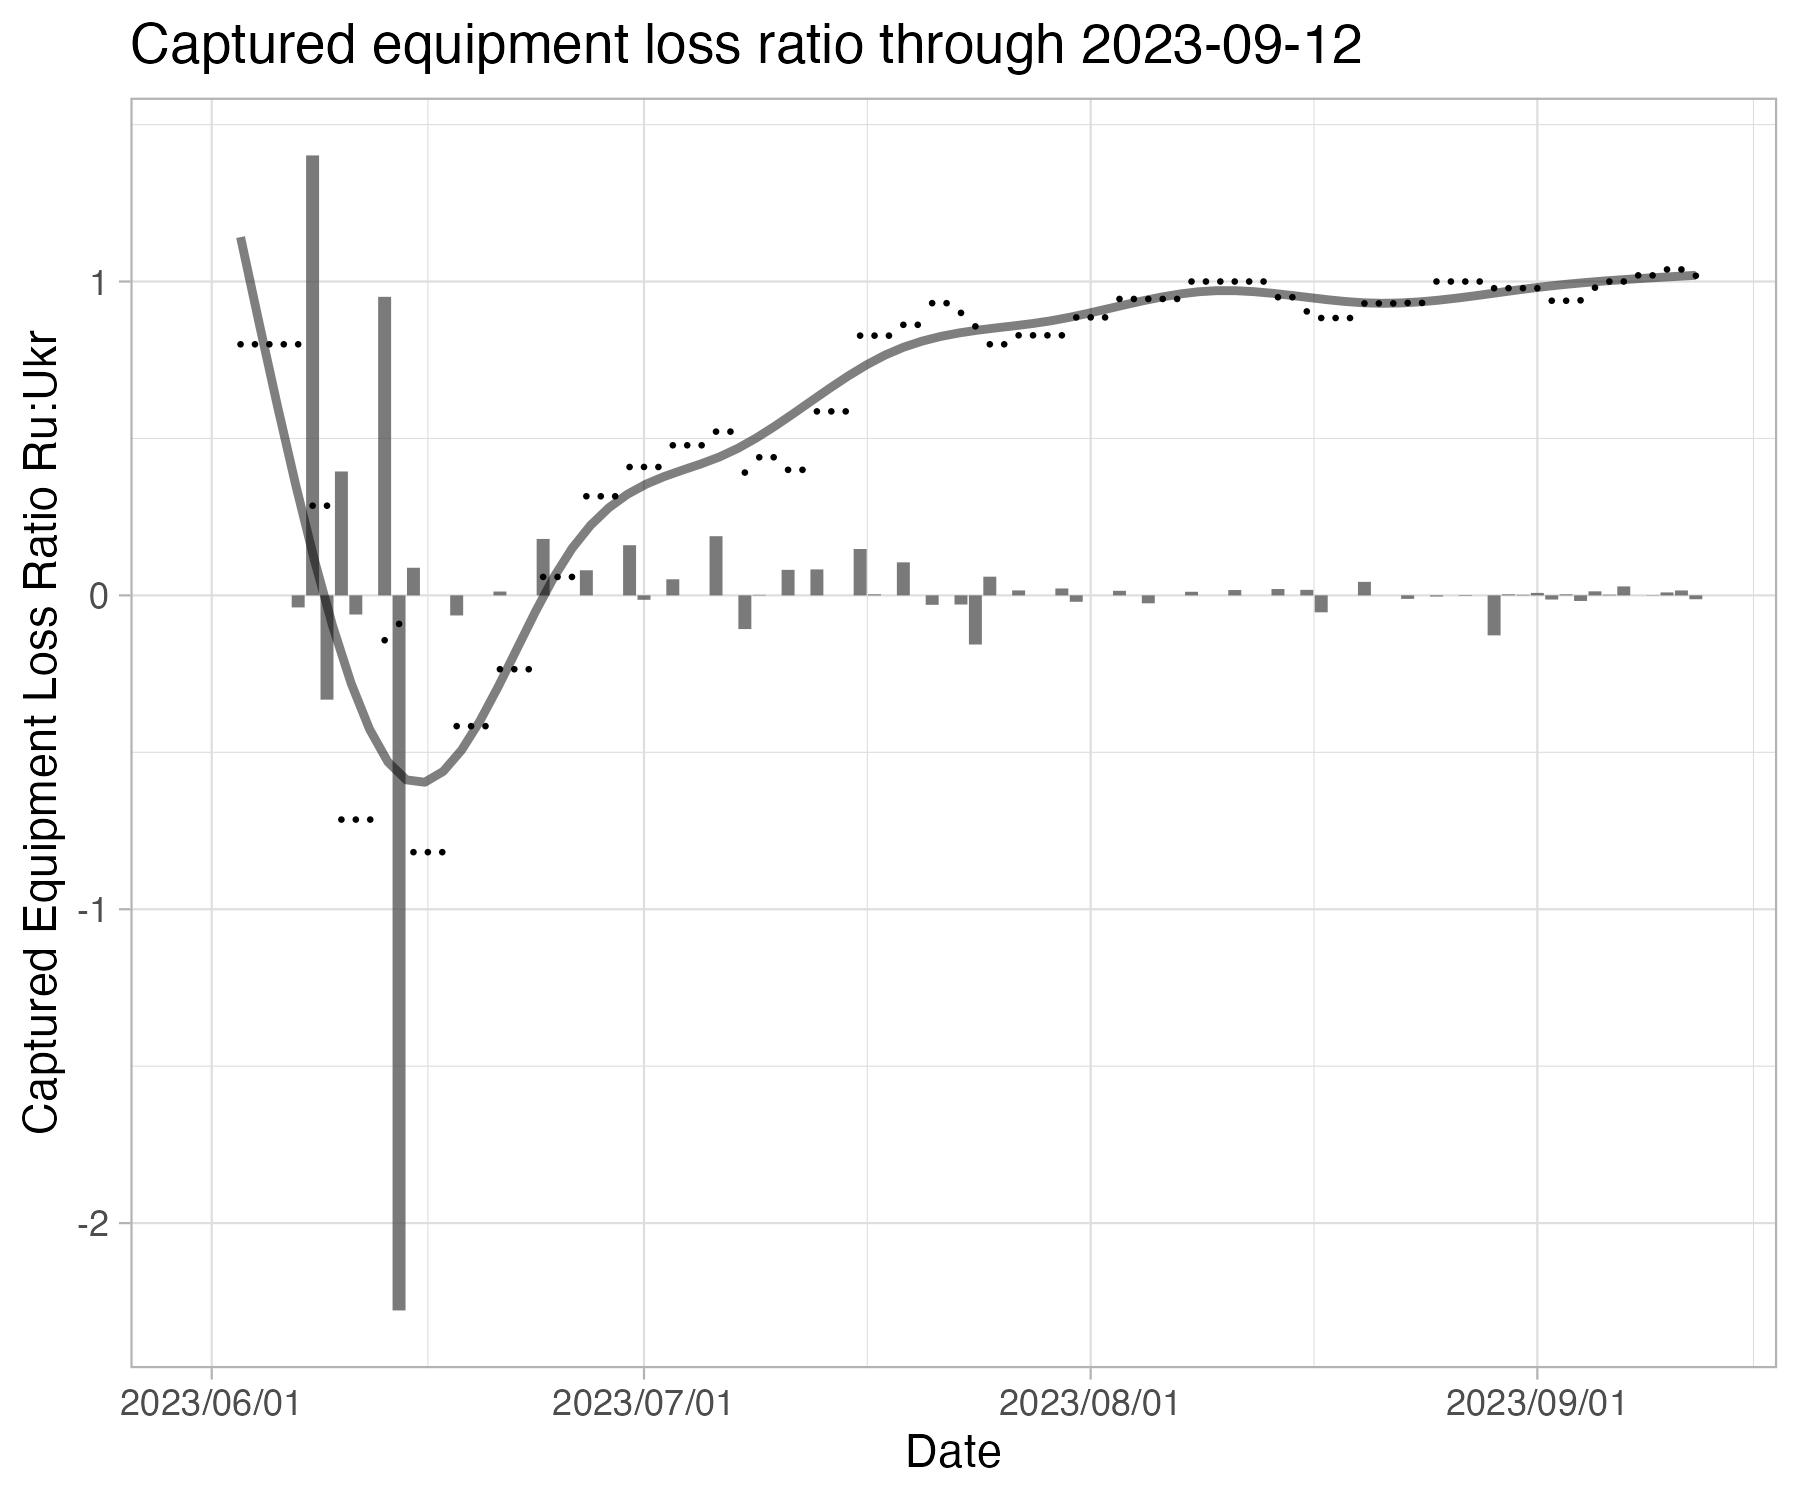 Captured equipment loss ratio through 2023-09-12
Captured Equipment Loss Ratio Ru:Ukr
1
0
-1
-2
2023/06/01
2023/07/01
2023/08/01
2023/09/01
Date